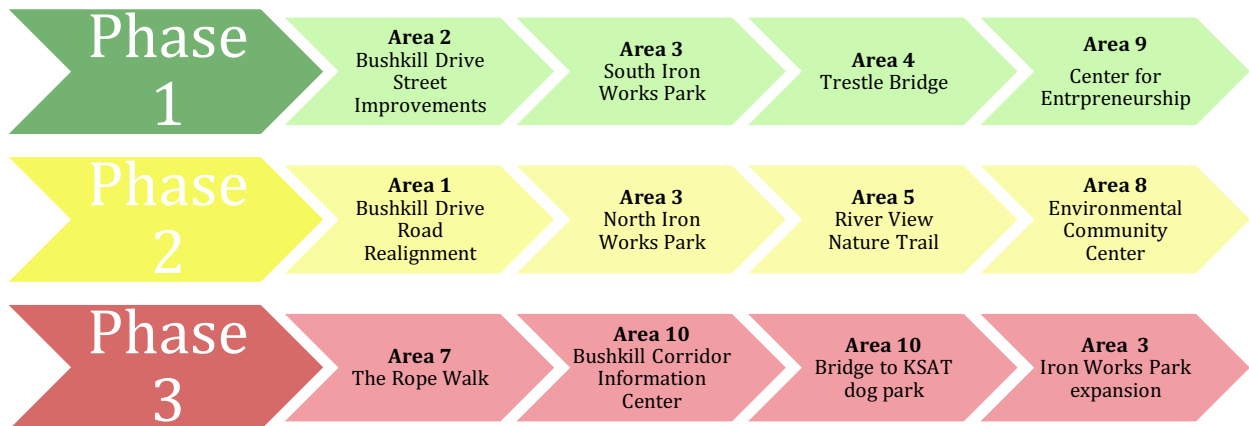 Phase
1
Area 2
Bushkill Drive
Street
Improvements
Area 3
South Iron
Works Park
Area 4
Trestle Bridge
Area 9
Center for
Entrpreneurship
Phase
2
Area 1
Bushkill Drive
Road
Realignment
Area 3
North Iron
Works Park
Area 5
River View
Nature Trail
Area 8
Environmental
Community
Center
Phase
3
Area 7
The Rope Walk
Area 10
Bushkill Corridor
Information
Center
Area 10
Bridge to KSAT
dog park
Area 3
Iron Works Park
expansion